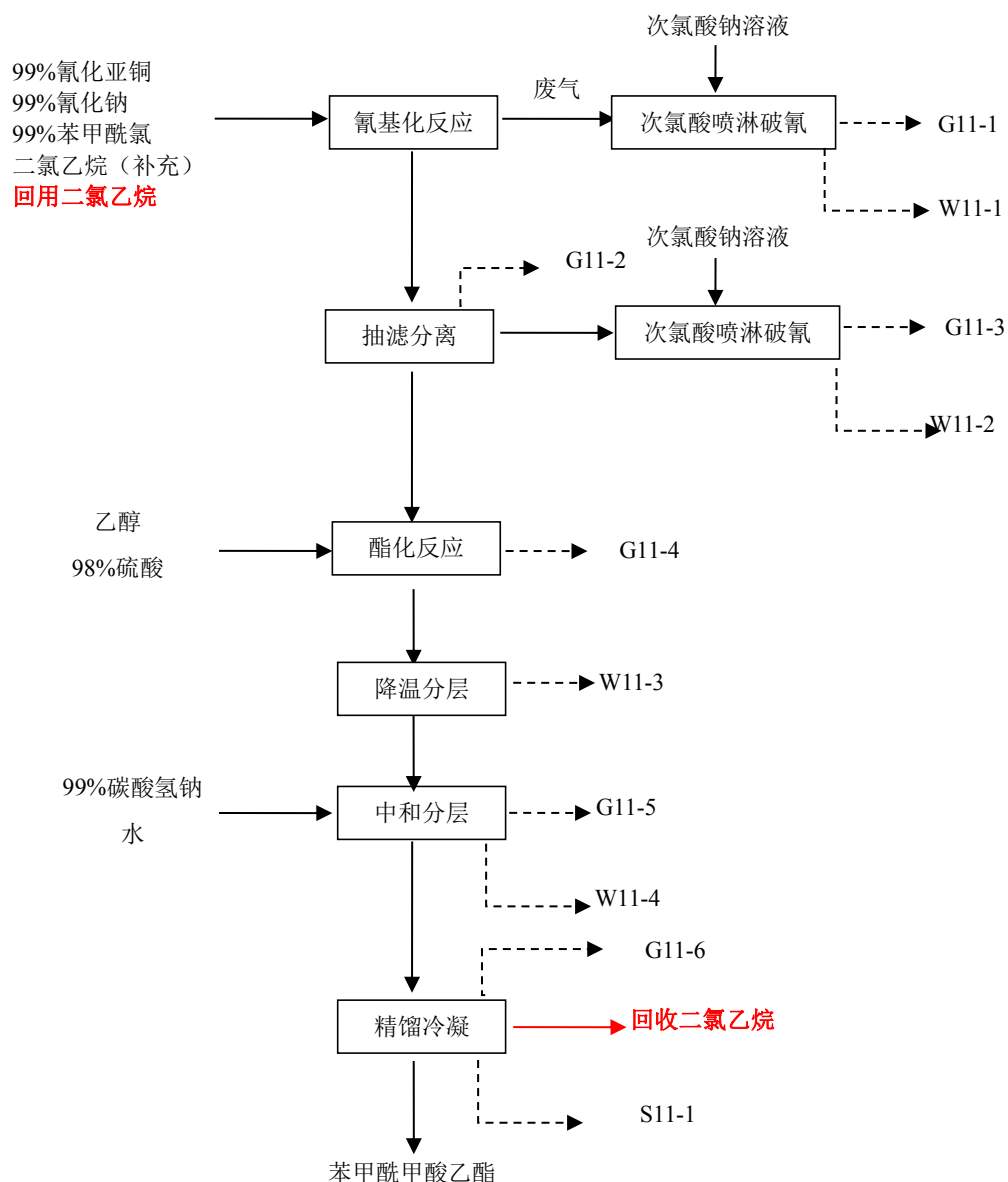 次氯酸钠溶液
99%氰化亚铜
99%氰化钠
99%苯甲酰氯
二氯乙烷（补充）
回用二氯乙烷
氰基化反应
废气
次氯酸喷淋破氰
G11-1
W11-1
次氯酸钠溶液
G11-2
抽滤分离
次氯酸喷淋破氰
G11-3
W11-2
乙醇
98%硫酸
酯化反应
G11-4
降温分层
W11-3
99%碳酸氢钠
水
中和分层
G11-5
W11-4
G11-6
精馏冷凝
回收二氯乙烷
S11-1
苯甲酰甲酸乙酯